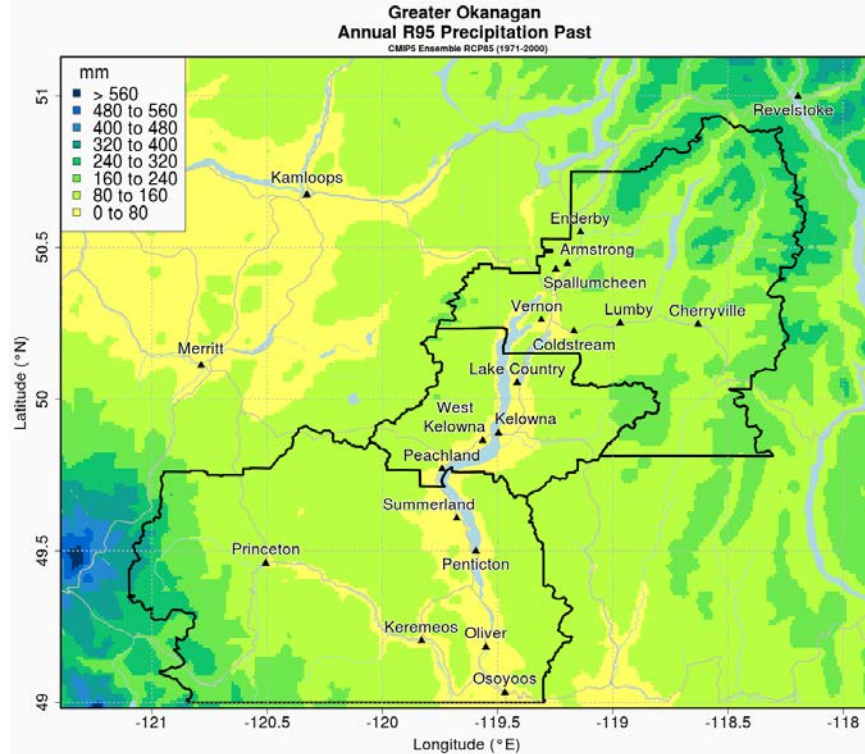 Greater Okanagan
Annual R95 Precipitation Past
CMIP5 Ensemble RCP85 (1971-2000)
mm
> 560
480 to 560
400 to 480
320 to 400
240 to 320
160 to 240
80 to 160
0 to 80
Revelstoke
Kamloops
Enderby
Armstrong
Spallumcheen
Vernon
Lumby
Cherryville
Coldstream
Merritt
Lake Country
West
Kelowna
Kelowna
Peachland
Summerland
Princeton
Penticton
Keremeos
Oliver
Osoyoos
51
50.5
50
49.5
49
Latitude (°N)
-121
-120.5
-120
-119.5
-119
-118.5
-118
Longitude (°E)